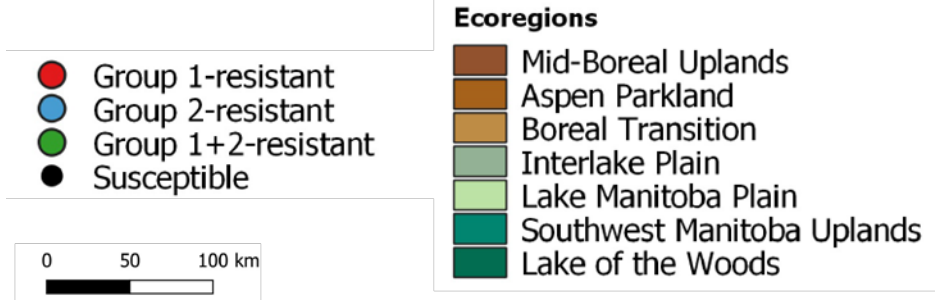 Group 1-resistant
Group 2-resistant
Group 1+2-resistant
Susceptible
0 50 100 km
Ecoregions
Mid-Boreal Uplands
Aspen Parkland
Boreal Transition
Interlake Plain
Lake Manitoba Plain
Southwest Manitoba Uplands
Lake of the Woods